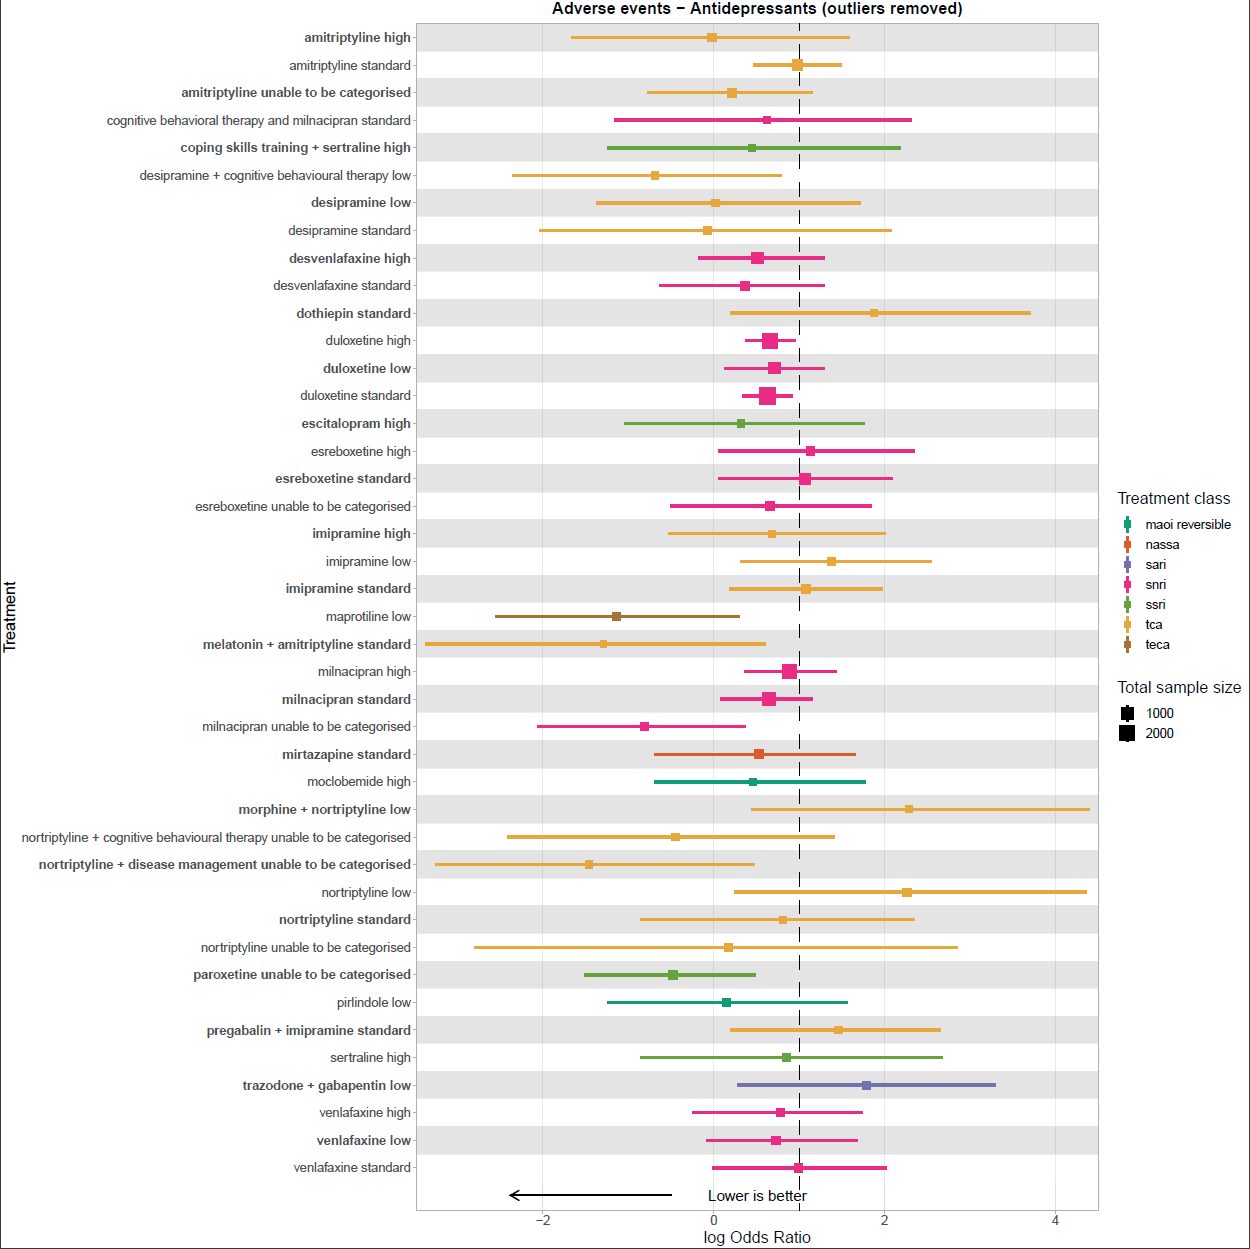 Adverse events − Antidepressants (outliers removed)
amitriptyline high
amitriptyline standard
amitriptyline unable to be categorised
cognitive behavioral therapy and milnacipran standard
coping skills training + sertraline high
desipramine + cognitive behavioural therapy low
desipramine low
desipramine standard
desvenlafaxine high
desvenlafaxine standard
dothiepin standard
duloxetine high
duloxetine low
duloxetine standard
escitalopram high
esreboxetine high
esreboxetine standard
esreboxetine unable to be categorised
imipramine high
imipramine low
imipramine standard
maprotiline low
melatonin + amitriptyline standard
milnacipran high
milnacipran standard
milnacipran unable to be categorised
mirtazapine standard
moclobemide high
morphine + nortriptyline low
nortriptyline + cognitive behavioural therapy unable to be categorised
nortriptyline + disease management unable to be categorised
nortriptyline low
nortriptyline standard
nortriptyline unable to be categorised
paroxetine unable to be categorised
pirlindole low
pregabalin + imipramine standard
sertraline high
trazodone + gabapentin low
venlafaxine high
venlafaxine low
venlafaxine standard
Treatment
Lower is better
−2 0 2 4
log Odds Ratio
Treatment class
maoi reversible
nassa
sari
snri
ssri
tca
teca
Total sample size
1000
2000